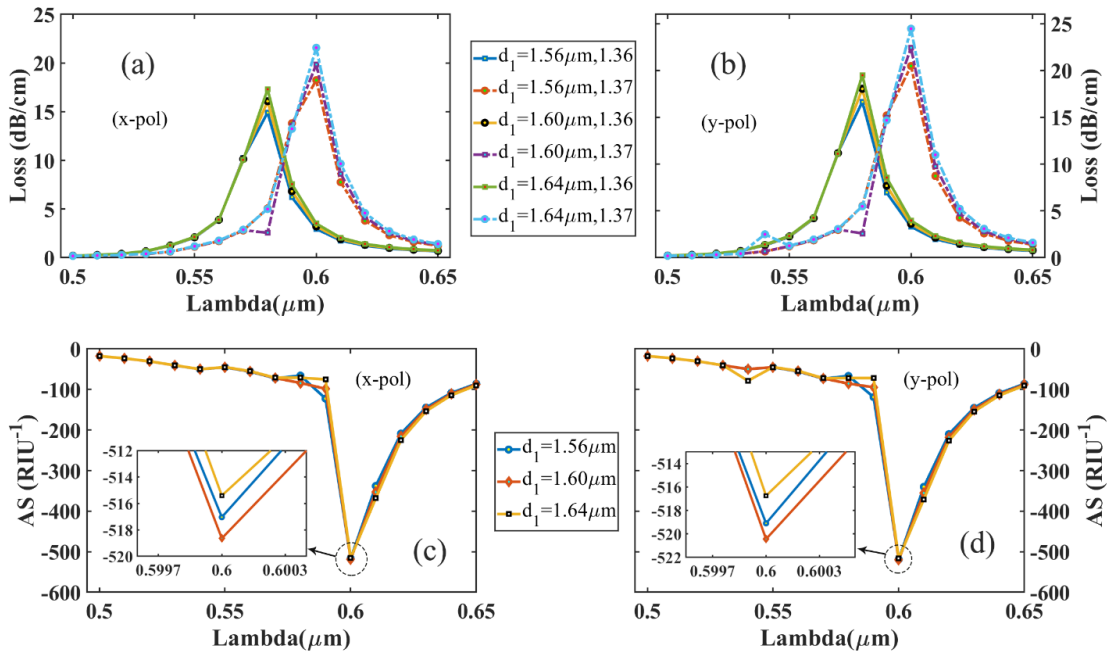 25
20
15
10
5
0
Loss (dB/cm)
(a)
(x-pol)
0.5
0.55
0.6
0.65
Lambda(μm)
d₁=1.56μm,1.36
d₁=1.56μm,1.37
d₁=1.60μm,1.36
d₁=1.60μm,1.37
d₁=1.64μm,1.36
d₁=1.64μm,1.37
(b)
(y-pol)
25
20
15
10
5
0
Loss (dB/cm)
0.5
0.55
0.6
0.65
Lambda(μm)
0
-100
-200
-300
-400
-500
-600
AS (RIU⁻¹)
(x-pol)
-512
-514
-516
-518
-520
0.5997
0.6
0.6003
(c)
0.5
0.55
0.6
0.65
Lambda(μm)
d₁=1.56μm
d₁=1.60μm
d₁=1.64μm
(y-pol)
-514
-516
-518
-520
-522
0.5997
0.6
0.6003
(d)
0
-100
-200
-300
-400
-500
-600
AS (RIU⁻¹)
0.5
0.55
0.6
0.65
Lambda(μm)